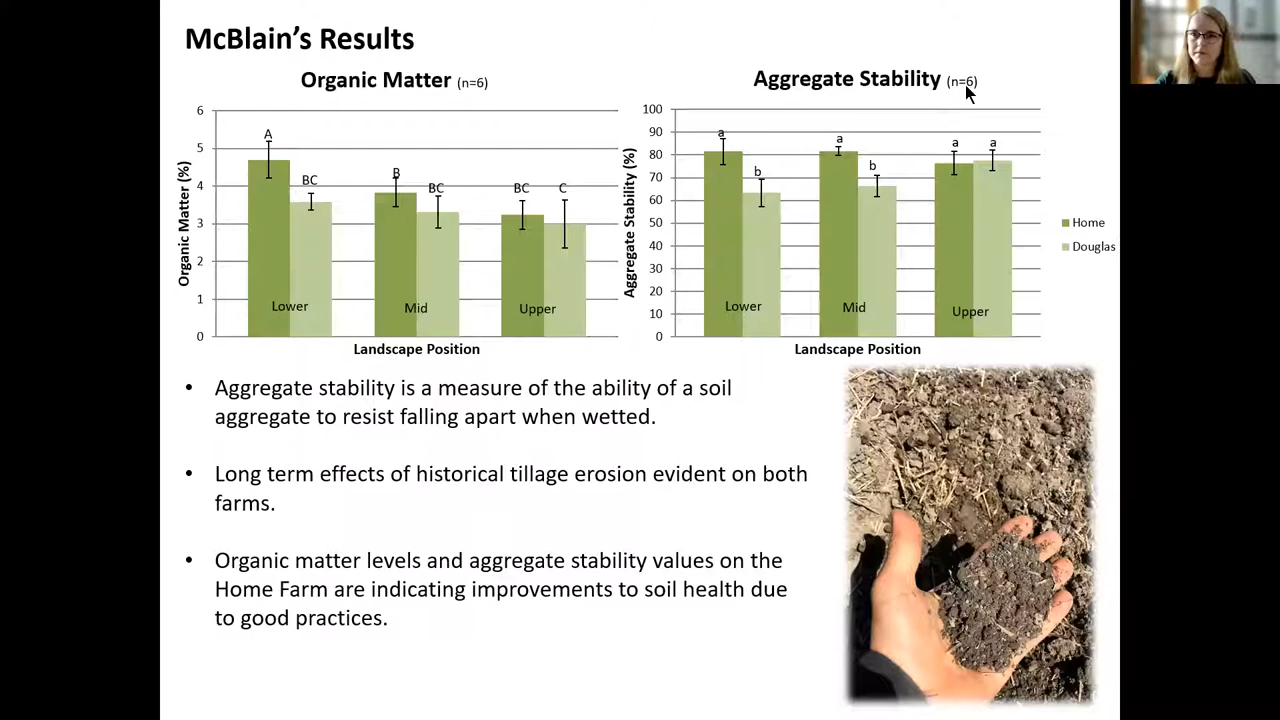 McBlain's Results
Organic Matter (n=6)
6
5
4
3
2
1
0
Organic Matter (%)
A
BC
B
BC
BC
C
Lower
Mid
Upper
Landscape Position
Aggregate Stability (n=6)
100
90
80
70
60
50
40
30
20
10
0
Aggregate Stability (%)
a
b
a
b
a
a
Lower
Mid
Upper
Landscape Position
Home
Douglas
• Aggregate stability is a measure of the ability of a soil
aggregate to resist falling apart when wetted.
• Long term effects of historical tillage erosion evident on both
farms.
• Organic matter levels and aggregate stability values on the
Home Farm are indicating improvements to soil health due
to good practices.